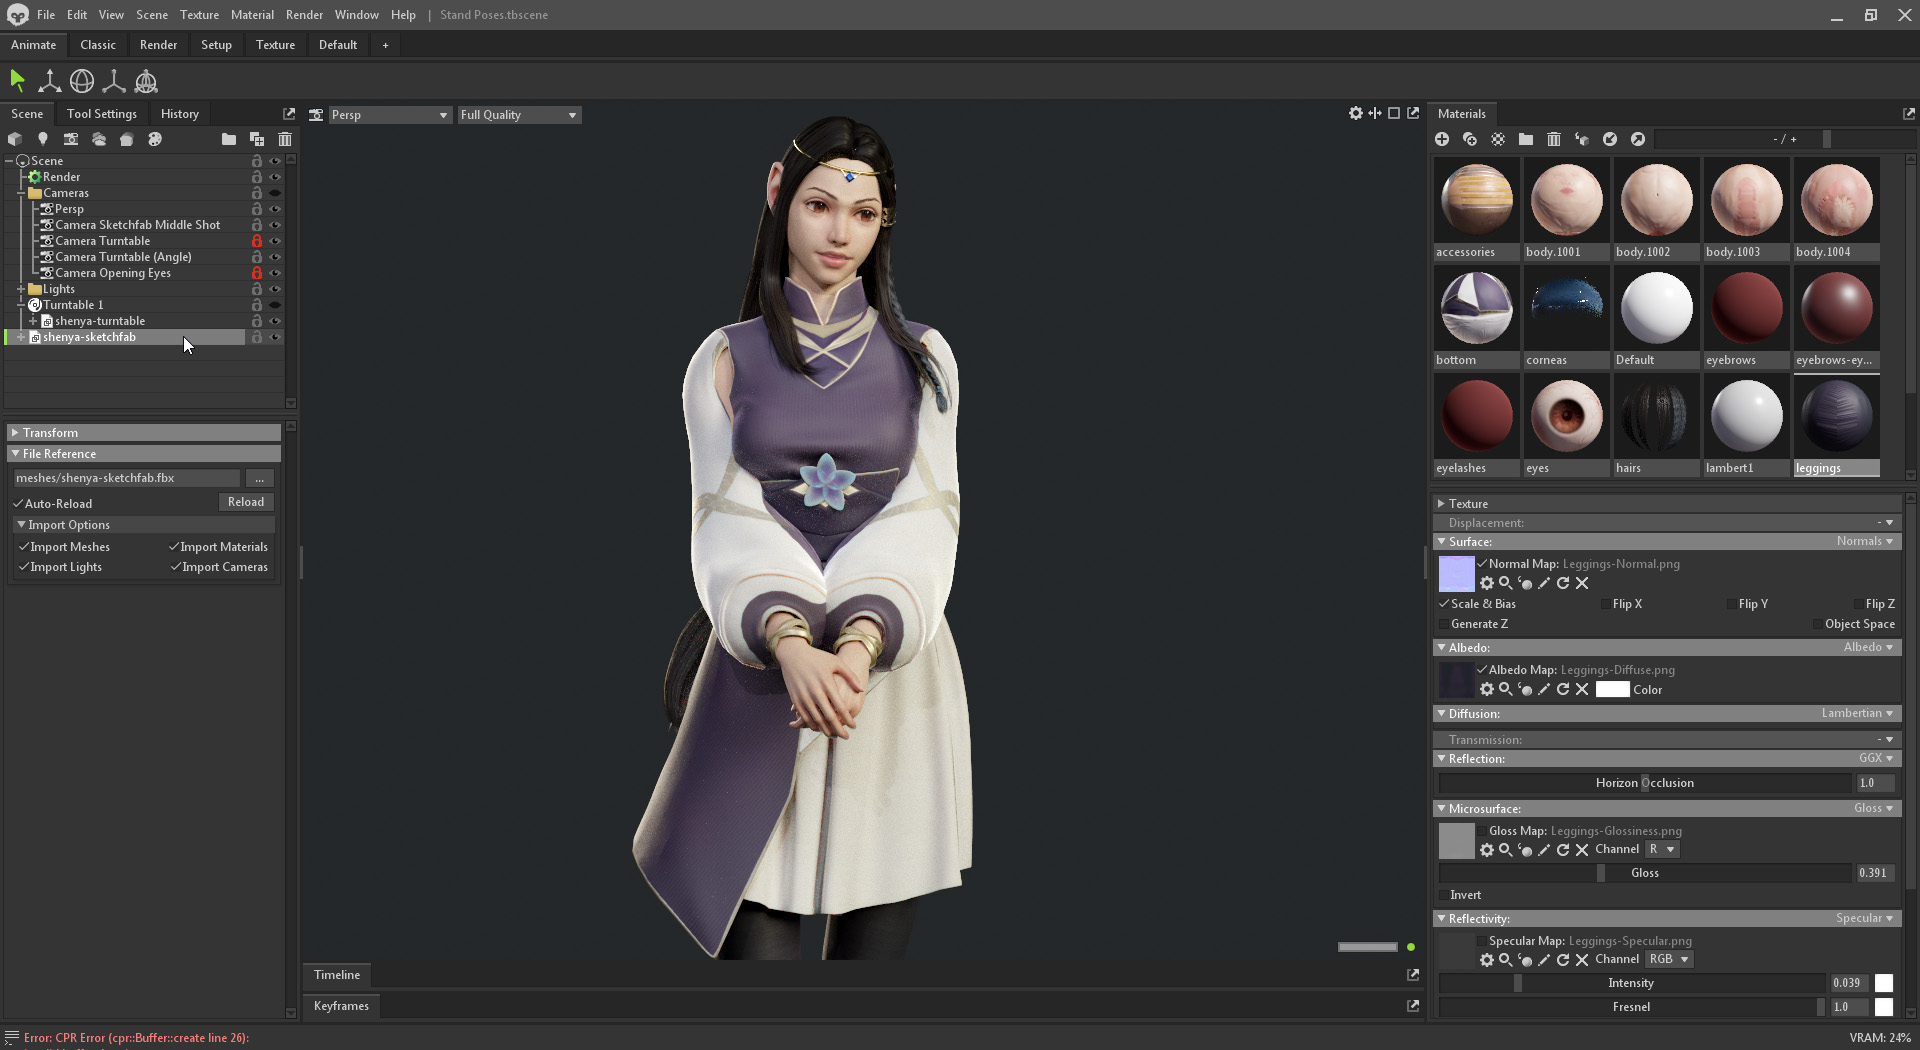 File Edit View Scene Texture Material Render Window Help | Stand Poses.tbscene
Animate Classic Render Setup Texture Default +
Scene Tool Settings History
Scene
Render
Cameras
Persp
Camera Sketchfab Middle Shot
Camera Turntable
Camera Turntable (Angle)
Camera Opening Eyes
Lights
Turntable 1
shenya-turntable
shenya-sketchfab
Transform
File Reference
meshes/shenya-sketchfab.fbx ...
Auto-Reload Reload
Import Options
Import Meshes Import Materials
Import Lights Import Cameras
Persp Full Quality
Timeline
Keyframes
Materials
- / +
accessories body.1001 body.1002 body.1003 body.1004
bottom corneas Default eyebrows eyebrows-ey...
eyelashes eyes hairs lambert1 leggings
Texture
Displacement: -
Surface: Normals
Normal Map: Leggings-Normal.png
Scale & Bias Flip X Flip Y Flip Z
Generate Z Object Space
Albedo: Albedo
Albedo Map: Leggings-Diffuse.png
Color
Diffusion: Lambertian
Transmission: -
Reflection: GGX
Horizon Occlusion 1.0
Microsurface: Gloss
Gloss Map: Leggings-Glossiness.png
Channel R
Gloss 0.391
Invert
Reflectivity: Specular
Specular Map: Leggings-Specular.png
Channel RGB
Intensity 0.039
Fresnel 1.0
Error: CPR Error (cpr::Buffer::create line 26):
VRAM: 24%